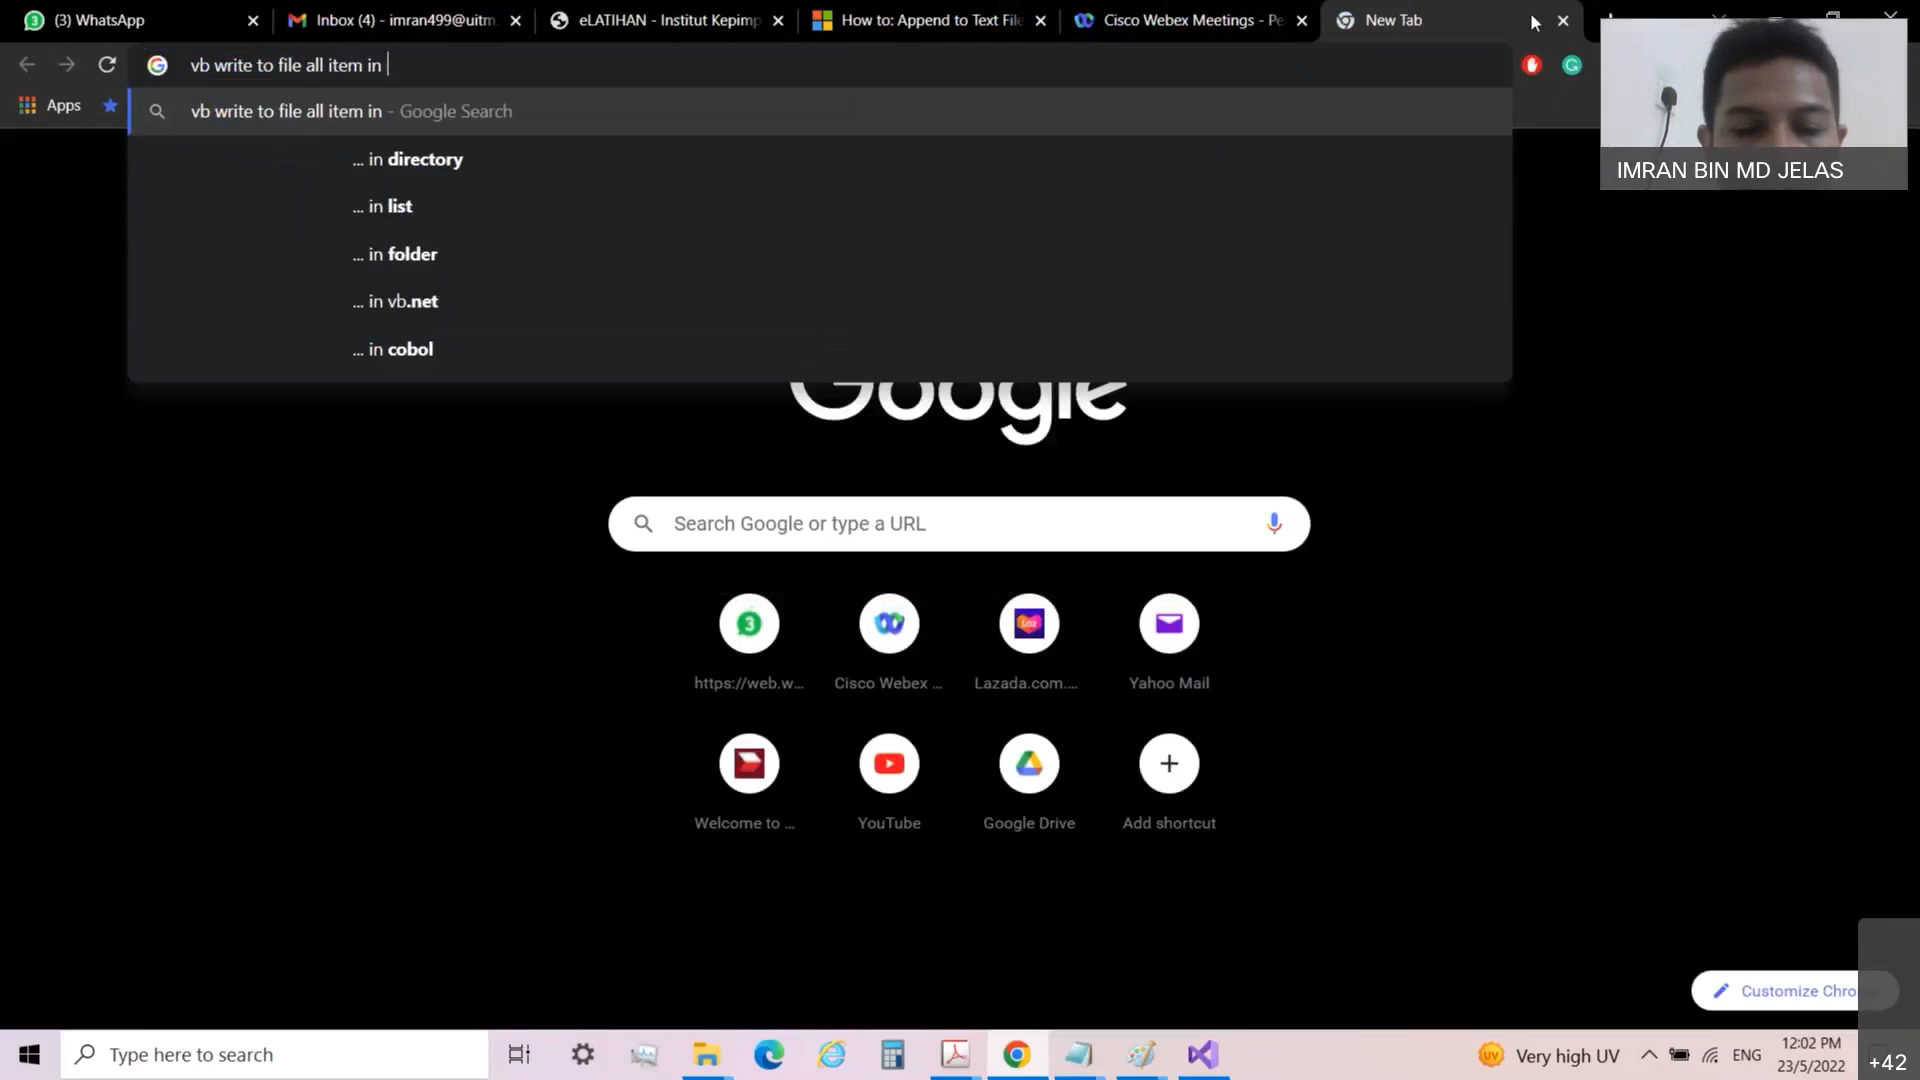 (3) WhatsApp
Inbox (4) - imran499@uitm
eLATIHAN - Institut Kepimp
How to: Append to Text File
Cisco Webex Meetings - Pe
New Tab
vb write to file all item in
Apps
vb write to file all item in - Google Search
... in directory
... in list
... in folder
... in vb.net
... in cobol
IMRAN BIN MD JELAS
Google
Search Google or type a URL
3
https://web.w...
Cisco Webex ...
Lazada.com....
Yahoo Mail
Welcome to ...
YouTube
Google Drive
Add shortcut
Customize Chro
Type here to search
Very high UV
ENG
12:02 PM
23/5/2022
+42